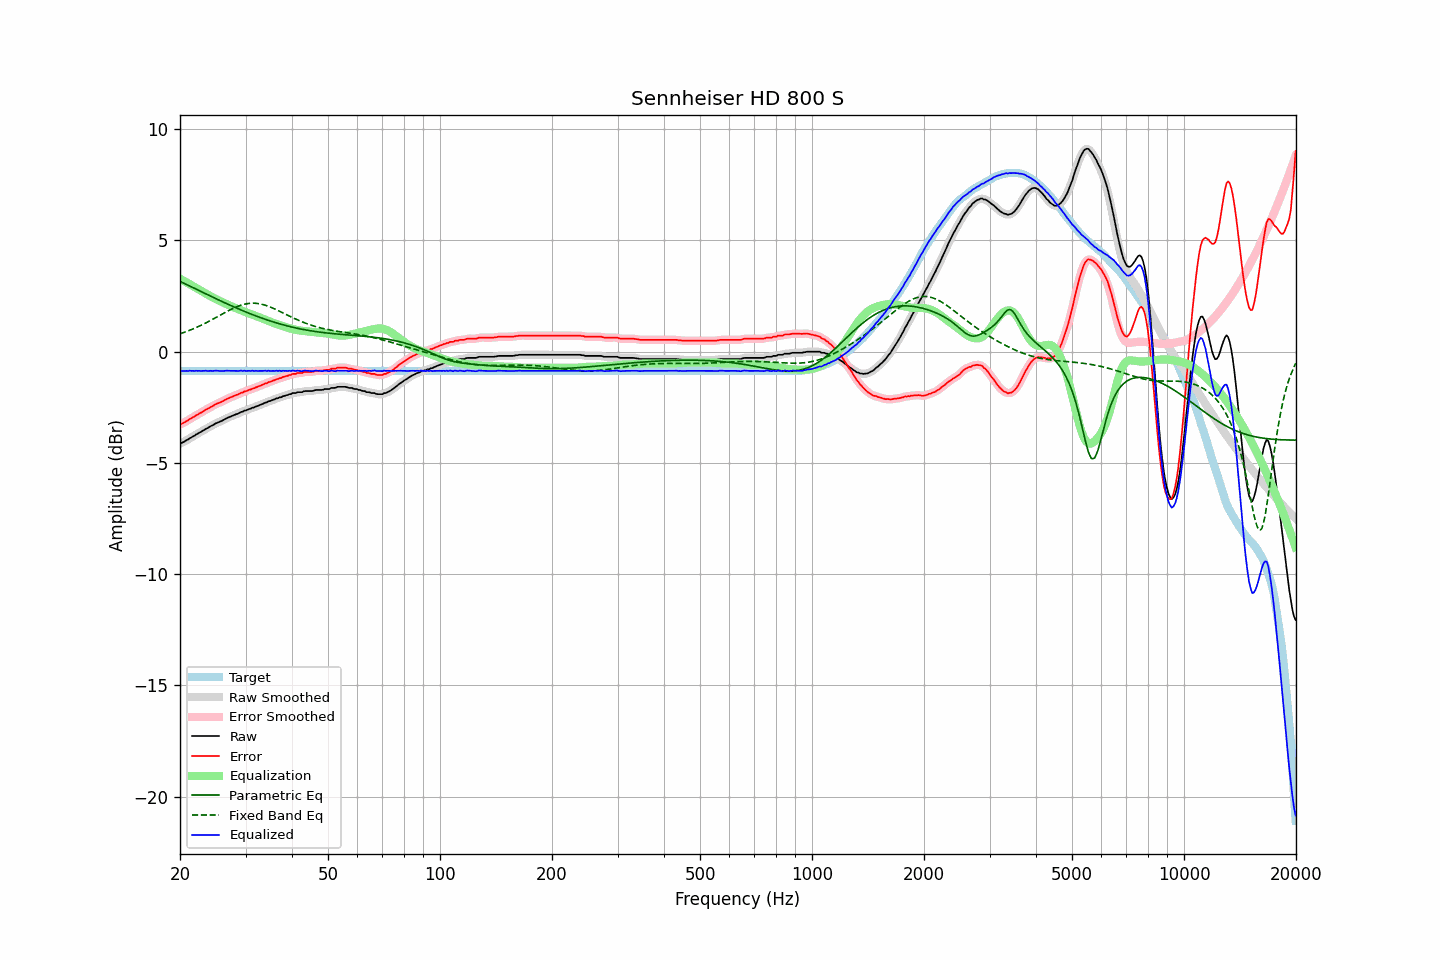 Sennheiser HD 800 S
10
5
0
−5
−10
−15
−20
Amplitude (dBr)
Target
Raw Smoothed
Error Smoothed
Raw
Error
Equalization
Parametric Eq
Fixed Band Eq
Equalized
20 50 100 200 500 1000 2000 5000 10000 20000
Frequency (Hz)